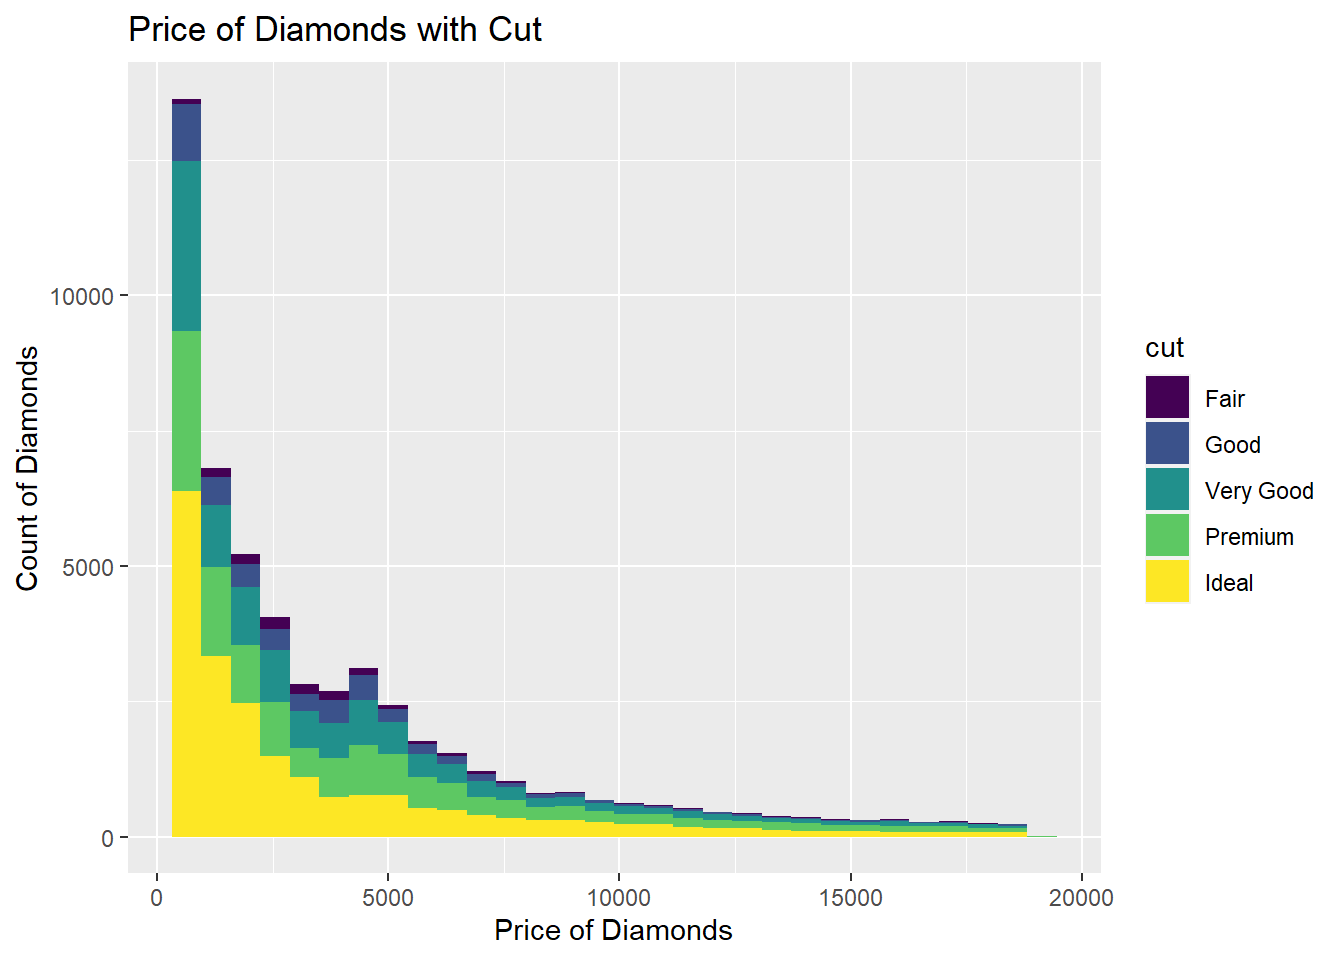 Price of Diamonds with Cut
Count of Diamonds
10000
5000
0
0 5000 10000 15000 20000
Price of Diamonds
cut
Fair
Good
Very Good
Premium
Ideal